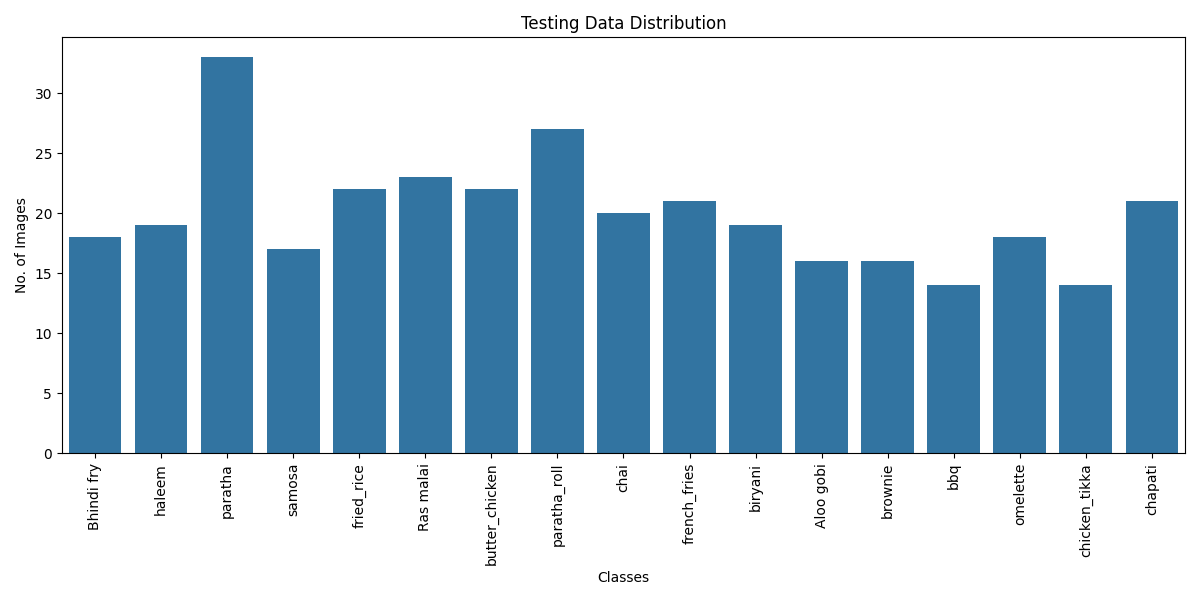 Testing Data Distribution
No. of Images
30
25
20
15
10
5
0
Bhindi fry
haleem
paratha
samosa
fried_rice
Ras malai
butter_chicken
paratha_roll
chai
french_fries
biryani
Aloo gobi
brownie
bbq
omelette
chicken_tikka
chapati
Classes